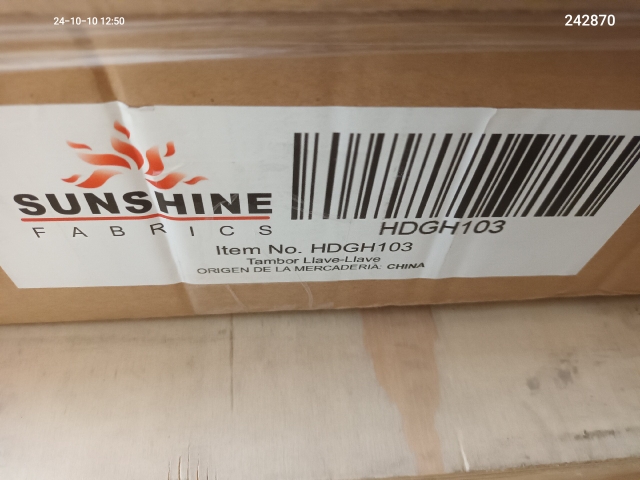 24-10-10 12:50
242870
SUNSHINE
FABRICS
HDGH103
Item No. HDGH103
Tambor Llave-Llave
ORIGEN DE LA MERCADERIA: CHINA